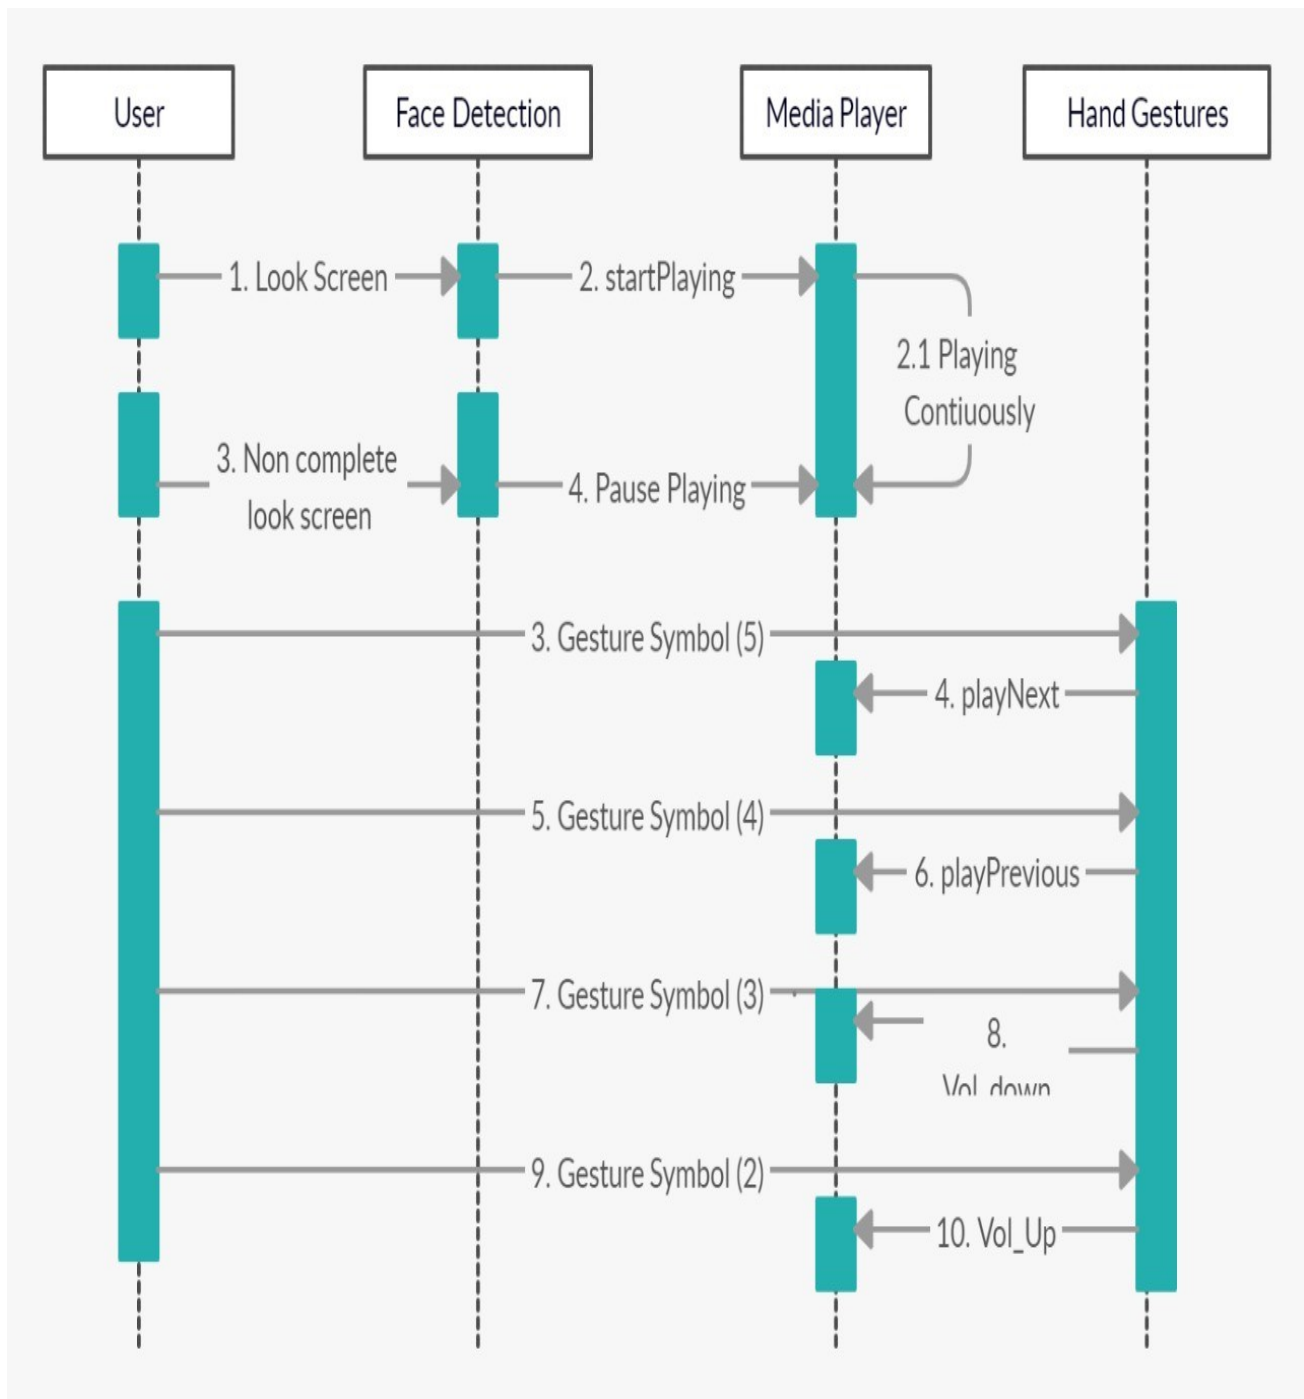 User
Face Detection
Media Player
Hand Gestures
1. Look Screen
2. startPlaying
2.1 Playing
Contiuously
3. Non complete
look screen
4. Pause Playing
3. Gesture Symbol (5)
4. playNext
5. Gesture Symbol (4)
6. playPrevious
7. Gesture Symbol (3)
8.
Vol_down
9. Gesture Symbol (2)
10. Vol_Up